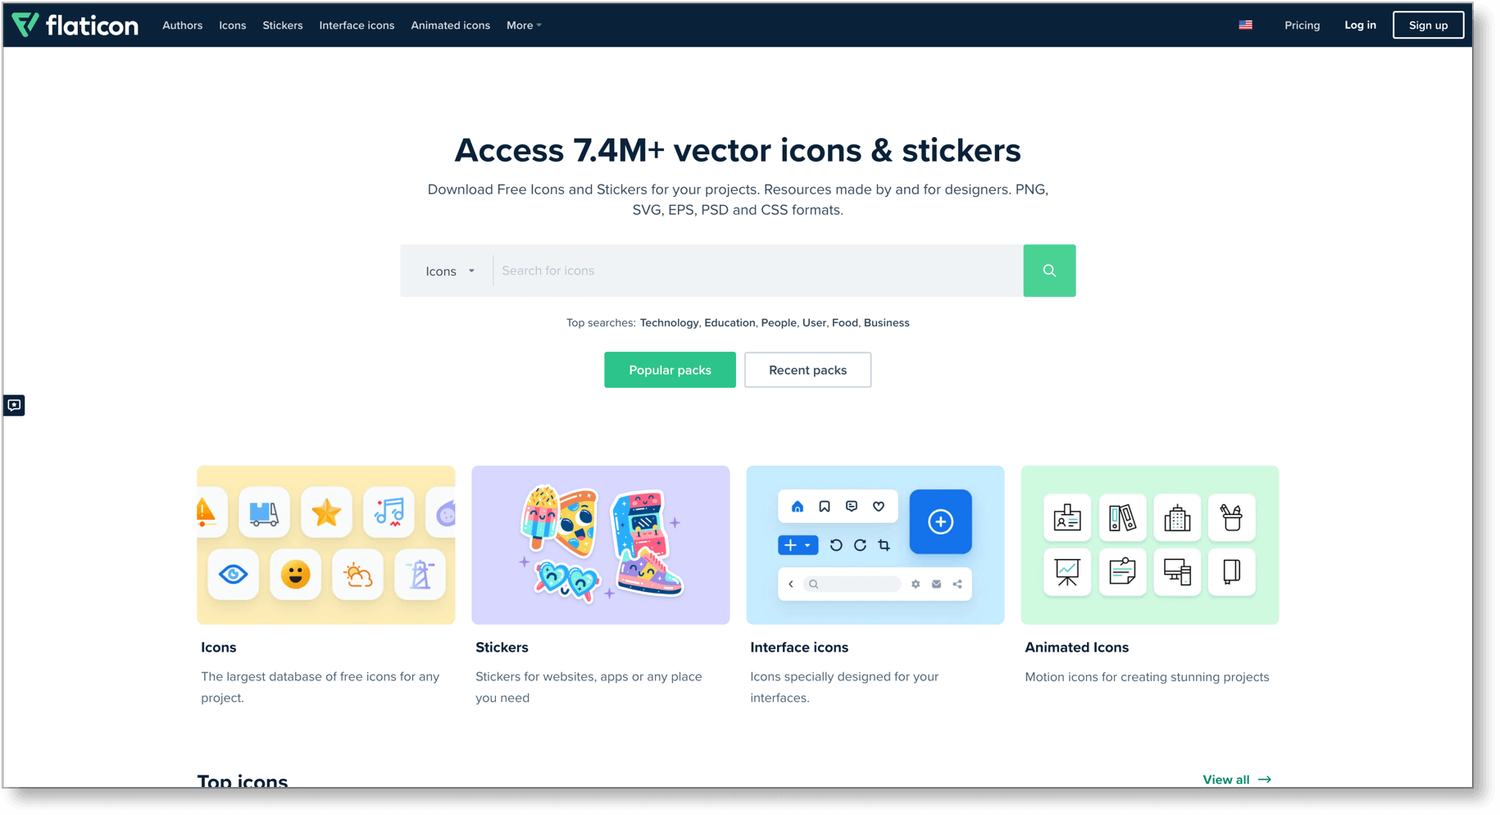 flaticon
Authors
Icons
Stickers
Interface icons
Animated icons
More
Pricing
Log in
Sign up
Access 7.4M+ vector icons & stickers
Download Free Icons and Stickers for your projects. Resources made by and for designers. PNG,
SVG, EPS, PSD and CSS formats.
Icons
Search for icons
Top searches: Technology, Education, People, User, Food, Business
Popular packs
Recent packs
Icons
The largest database of free icons for any
project.
Stickers
Stickers for websites, apps or any place
you need
Interface icons
Icons specially designed for your
interfaces.
Animated Icons
Motion icons for creating stunning projects
Top icons
View all